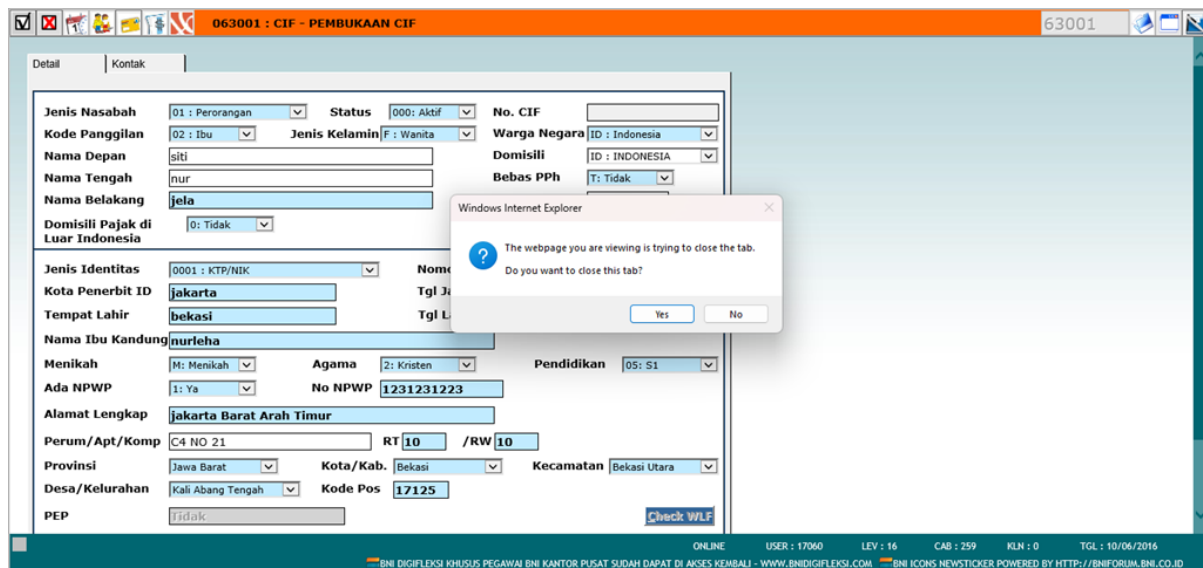 063001 : CIF - PEMBUKAAN CIF 63001
Detail Kontak
Jenis Nasabah 01 : Perorangan Status 000: Aktif No. CIF
Kode Panggilan 02 : Ibu Jenis Kelamin F : Wanita Warga Negara ID : Indonesia
Nama Depan siti Domisili ID : INDONESIA
Nama Tengah nur Bebas PPh T: Tidak
Nama Belakang jela
Domisili Pajak di 0: Tidak
Luar Indonesia
Windows Internet Explorer
The webpage you are viewing is trying to close the tab.
Do you want to close this tab?
Yes No
Jenis Identitas 0001 : KTP/NIK
Kota Penerbit ID jakarta
Tempat Lahir bekasi
Nama Ibu Kandung nurleha
Menikah M: Menikah Agama 2: Kristen Pendidikan 05: S1
Ada NPWP 1: Ya No NPWP 1231231223
Alamat Lengkap jakarta Barat Arah Timur
Perum/Apt/Komp C4 NO 21 RT 10 /RW 10
Provinsi Jawa Barat Kota/Kab. Bekasi Kecamatan Bekasi Utara
Desa/Kelurahan Kali Abang Tengah Kode Pos 17125
PEP Tidak Check WLF
ONLINE USER : 17060 LEV : 16 CAB : 259 KLN : 0 TGL : 10/06/2016
BNI DIGIFLEKSI KHUSUS PEGAWAI BNI KANTOR PUSAT SUDAH DAPAT DI AKSES KEMBALI - WWW.BNIDIGIFLEKSI.COM BNI ICONS NEWSTICKER POWERED BY HTTP://BNIFORUM.BNI.CO.ID